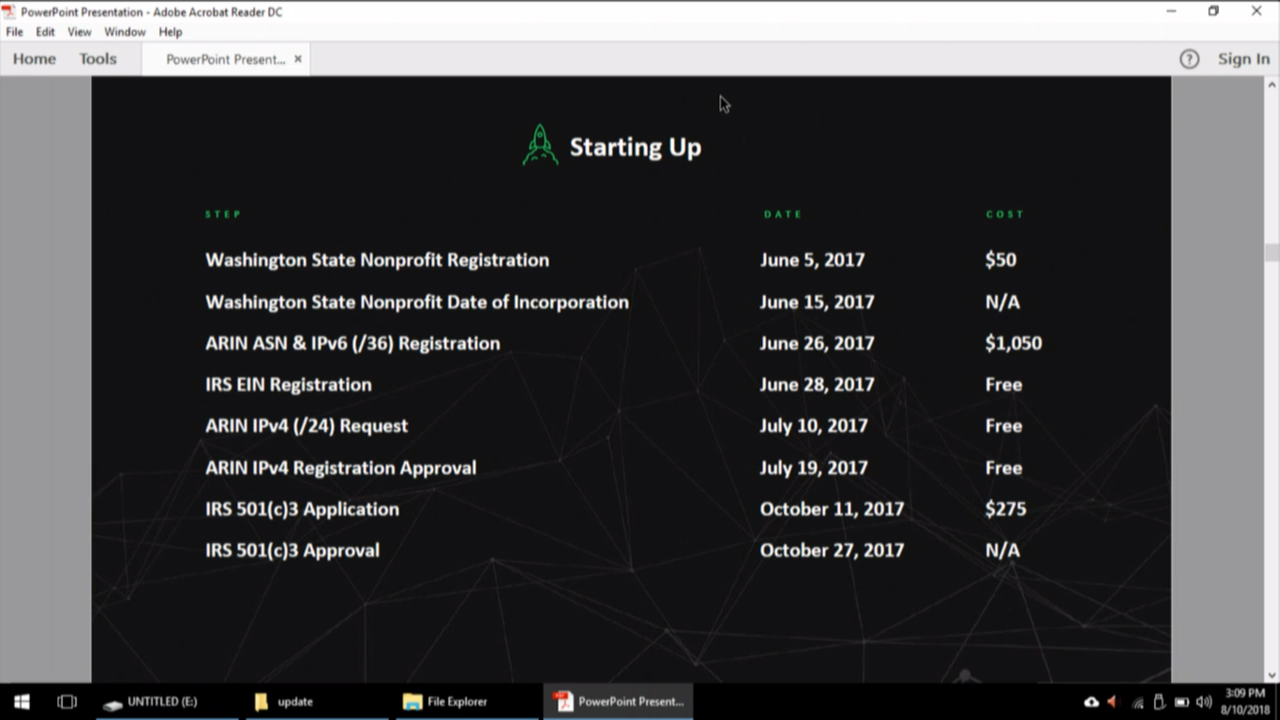 PowerPoint Presentation - Adobe Acrobat Reader DC
File Edit View Window Help
Home Tools PowerPoint Present... × ? Sign In
Starting Up
STEP DATE COST
Washington State Nonprofit Registration June 5, 2017 $50
Washington State Nonprofit Date of Incorporation June 15, 2017 N/A
ARIN ASN & IPv6 (/36) Registration June 26, 2017 $1,050
IRS EIN Registration June 28, 2017 Free
ARIN IPv4 (/24) Request July 10, 2017 Free
ARIN IPv4 Registration Approval July 19, 2017 Free
IRS 501(c)3 Application October 11, 2017 $275
IRS 501(c)3 Approval October 27, 2017 N/A
UNTITLED (E:) update File Explorer PowerPoint Present... 3:09 PM
8/10/2018